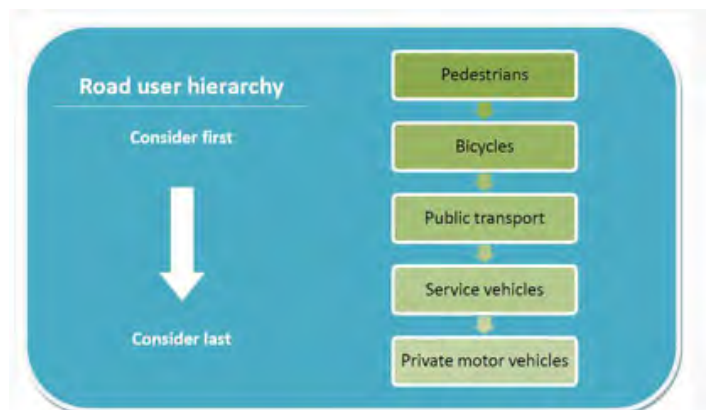 Road user hierarchy
Consider first
Consider last
Pedestrians
Bicycles
Public transport
Service vehicles
Private motor vehicles